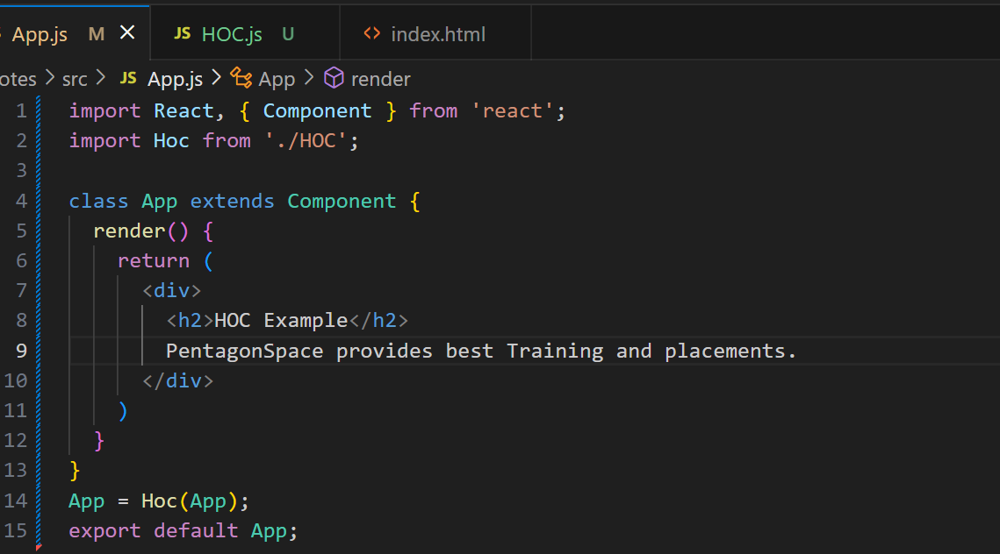 App.js M
JS HOC.js U
<> index.html
otes > src > JS App.js > App > render
1 import React, { Component } from 'react';
2 import Hoc from './HOC';
3
4 class App extends Component {
5 render() {
6 return (
7 <div>
8 <h2>HOC Example</h2>
9 PentagonSpace provides best Training and placements.
10 </div>
11 )
12 }
13 }
14 App = Hoc(App);
15 export default App;